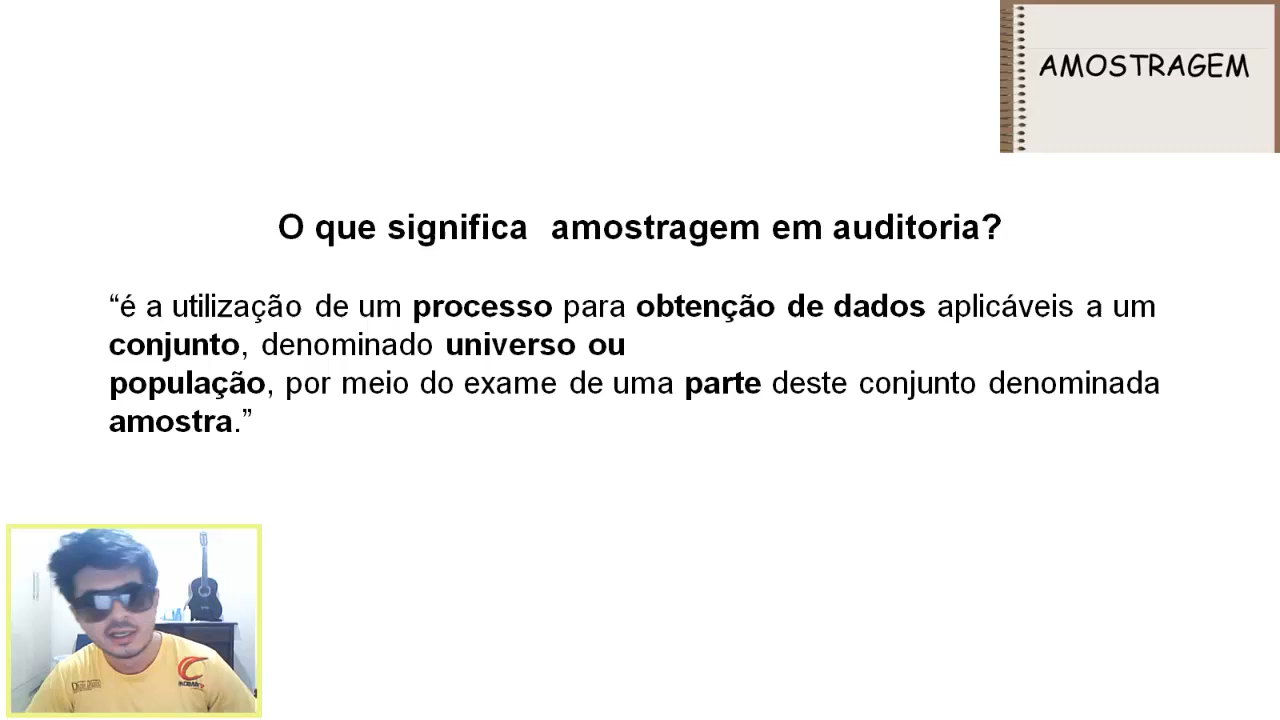 AMOSTRAGEM
O que significa amostragem em auditoria?
“é a utilização de um processo para obtenção de dados aplicáveis a um
conjunto, denominado universo ou
população, por meio do exame de uma parte deste conjunto denominada
amostra.”